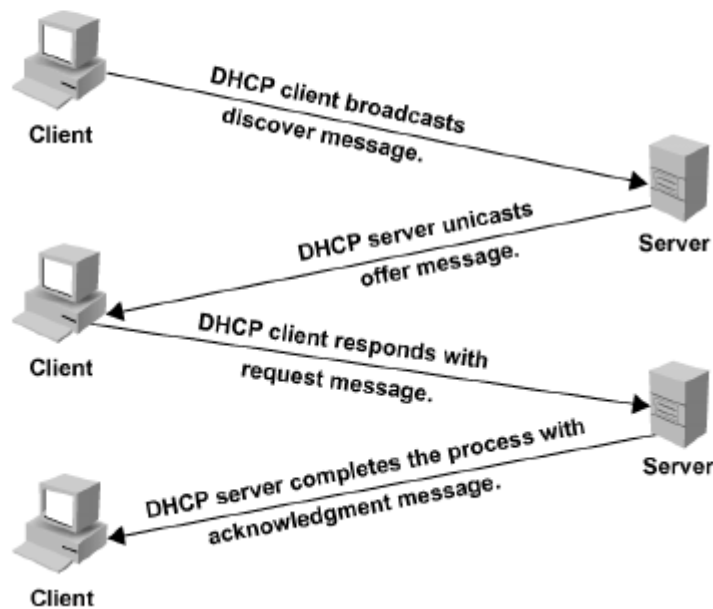 DHCP client broadcasts
discover message.
Client
Server
DHCP server unicasts
offer message.
Client
DHCP client responds with
request message.
Server
DHCP server completes the process with
acknowledgment message.
Client